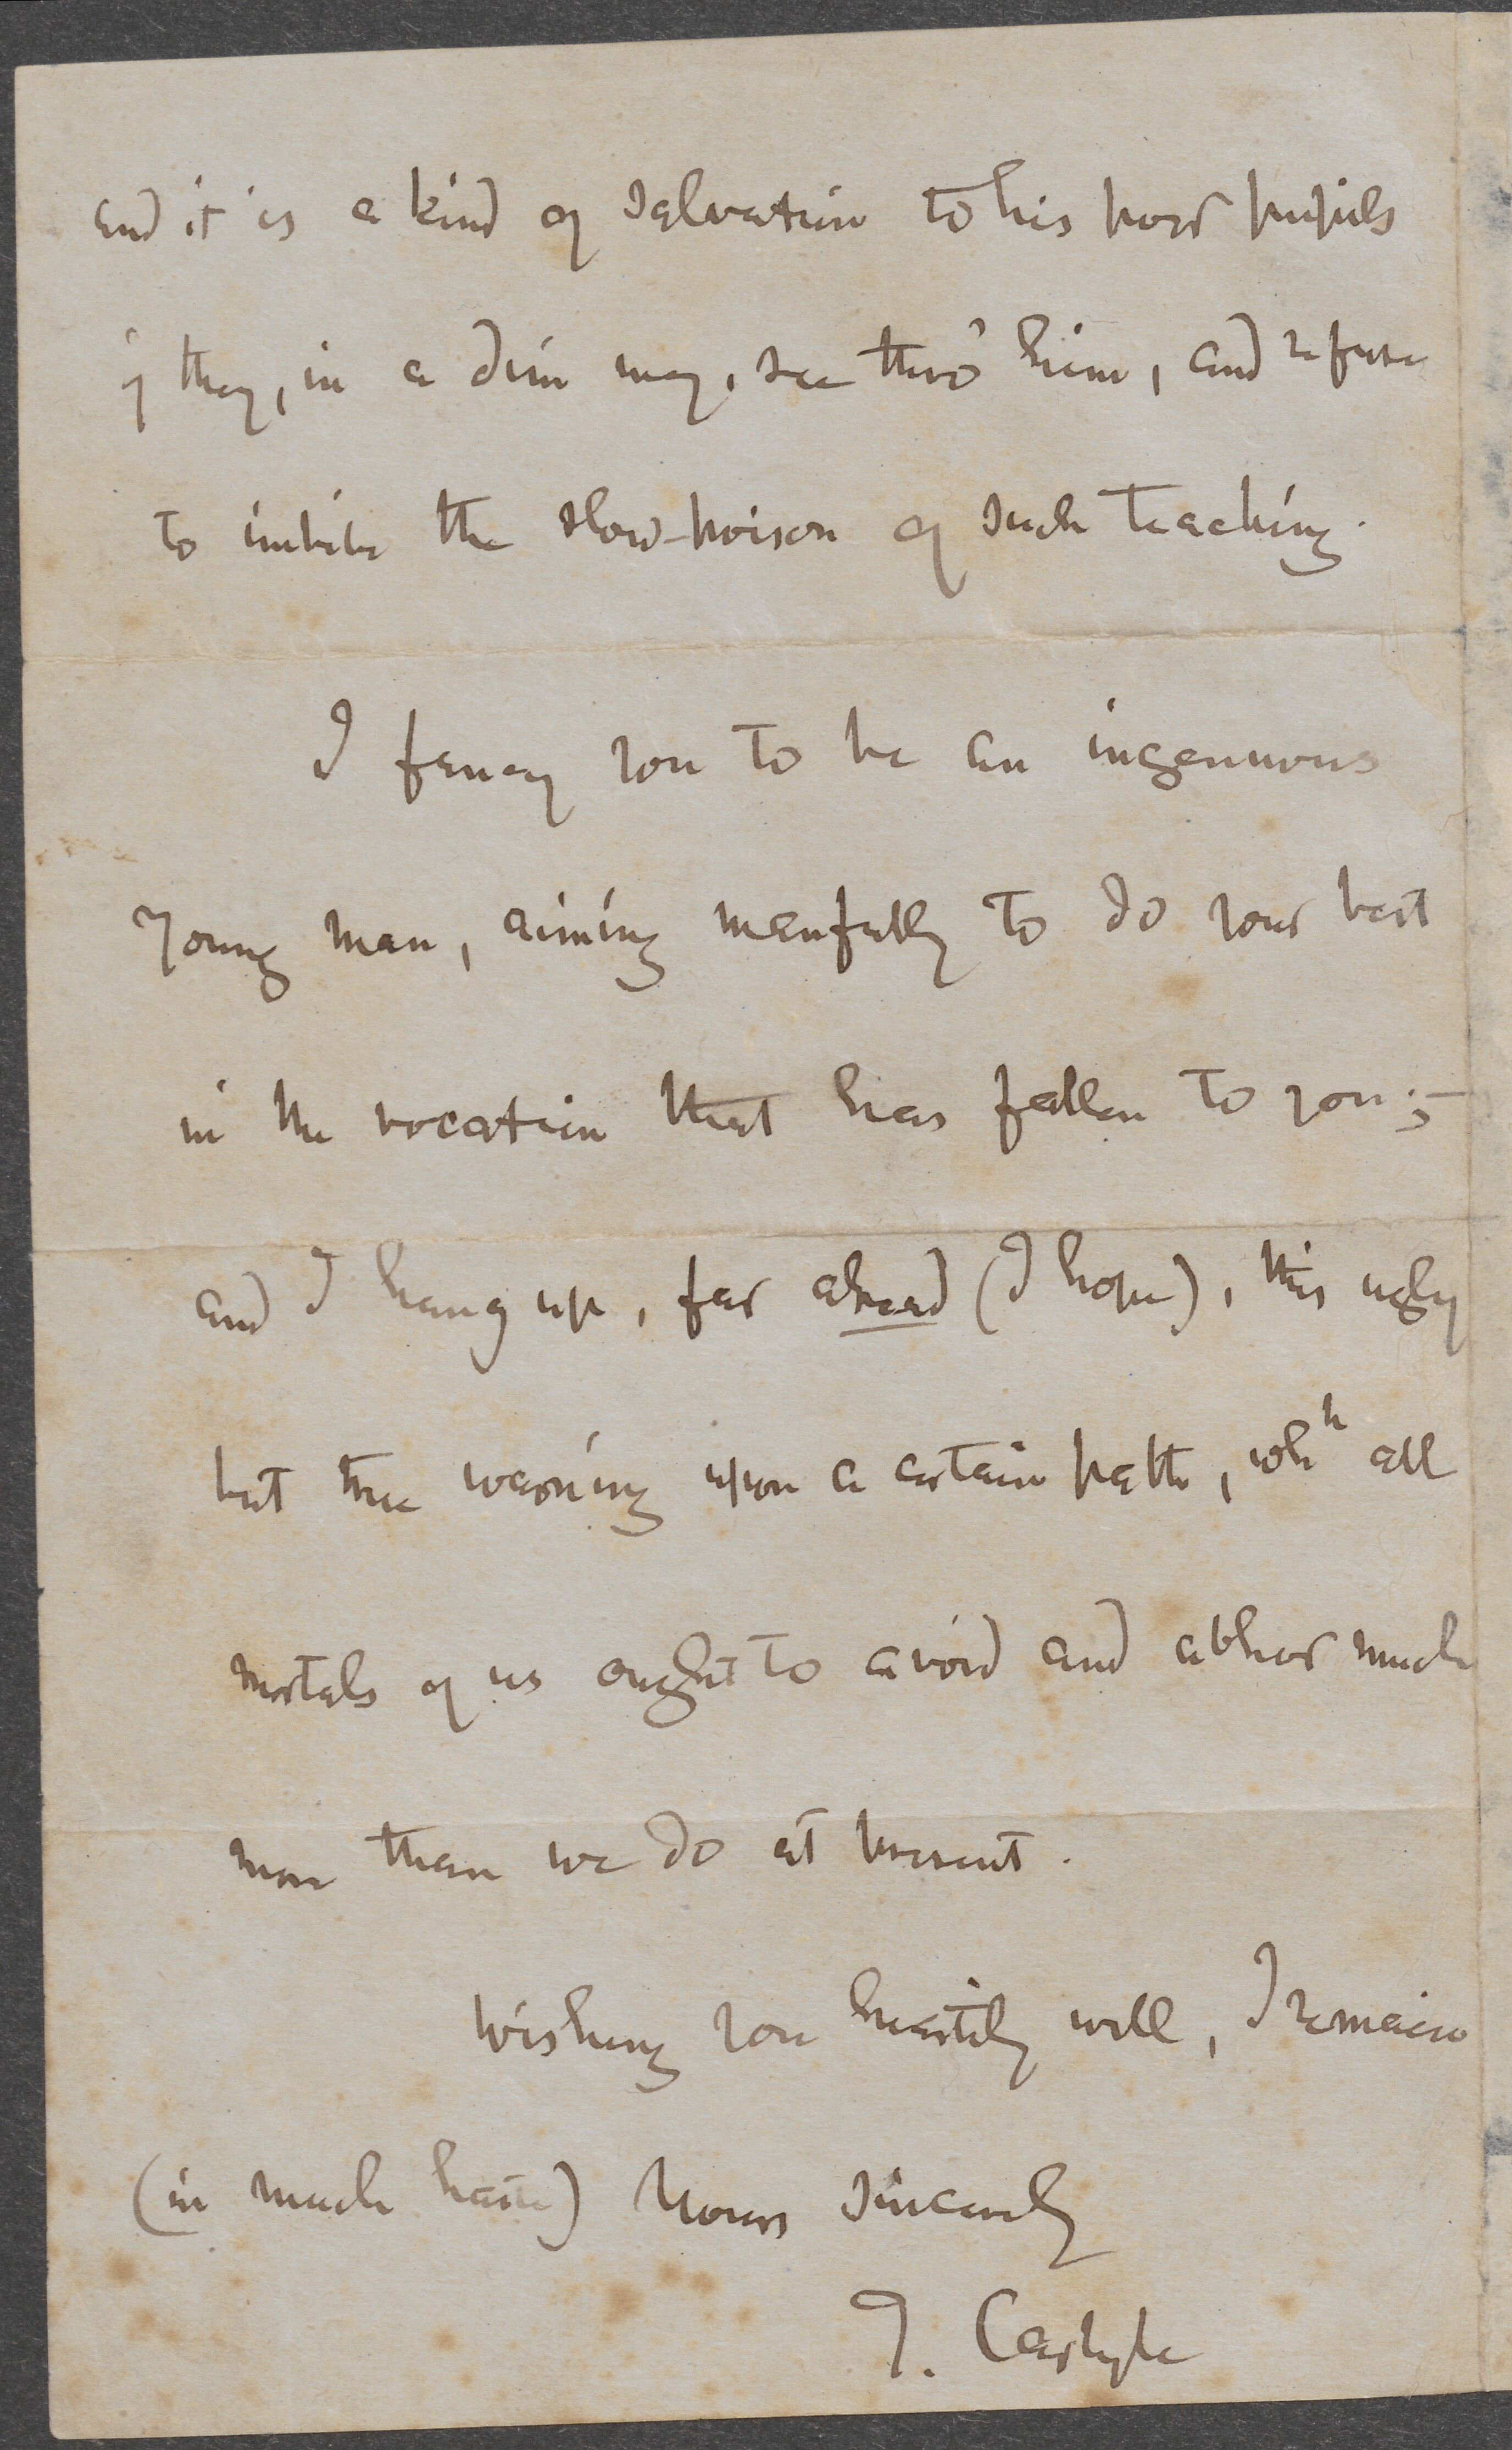 and it is a kind of salvation to his poor pupils
if they, in a dim way, see thro' him, and refuse
to imbibe the slow-poison of such teaching.
I fancy you to be an ingenuous
young man, aiming manfully to do your best
in the vocation that has fallen to you;—
and I hang up, far ahead (I hope), this ugly
but true warning upon a certain path, whh all
mortals of us ought to avoid and abhor much
more than we do at present.
Wishing you heartily well, I remain
(in much haste) Yours sincerely
T. Carlyle